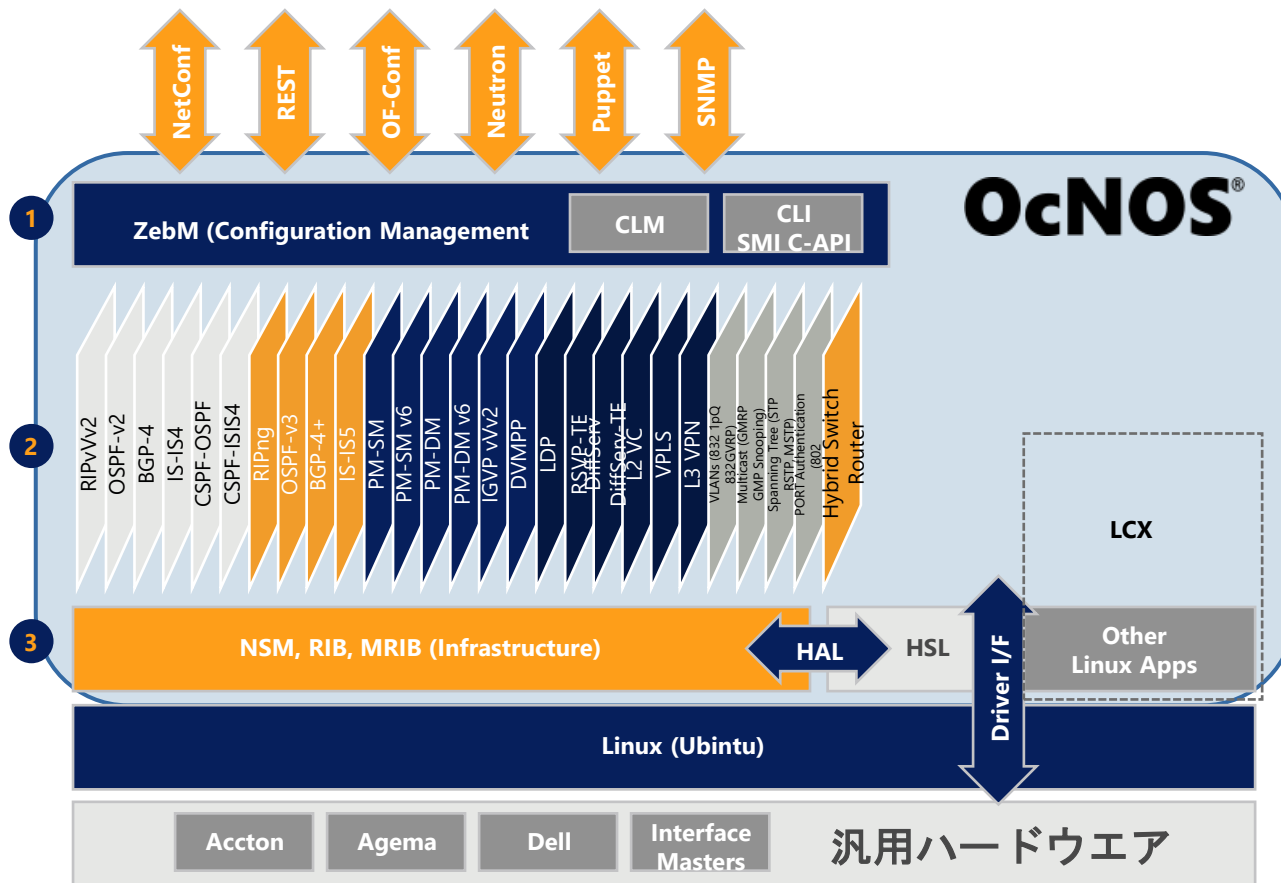 NetConf
REST
OF-Conf
Neutron
Puppet
SNMP
OcNOS®
1
ZebM (Configuration Management
CLM
CLI
SMI C-API
2
RIPvVv2
OSPF-v2
BGP-4
IS-IS4
CSPF-OSPF
CSPF-ISIS4
RIPng
OSPF-v3
BGP-4+
IS-IS5
PM-SM
PM-SM v6
PM-DM
PM-DM v6
IGVP vVv2
DVMPP
LDP
RSVP-TE
DiffServ
DiffServ-TE
L2 VC
VPLS
L3 VPN
VLANs (832 1pQ
832GVRP)
Multicast (GMRP
GMP Snooping)
Spanning Tree (STP
RSTP, MSTP)
PORT Authentication
(802
Hybrid Switch
Router
LCX
3
NSM, RIB, MRIB (Infrastructure)
HAL
HSL
Driver I/F
Other
Linux Apps
Linux (Ubintu)
Accton
Agema
Dell
Interface
Masters
汎用ハードウエア